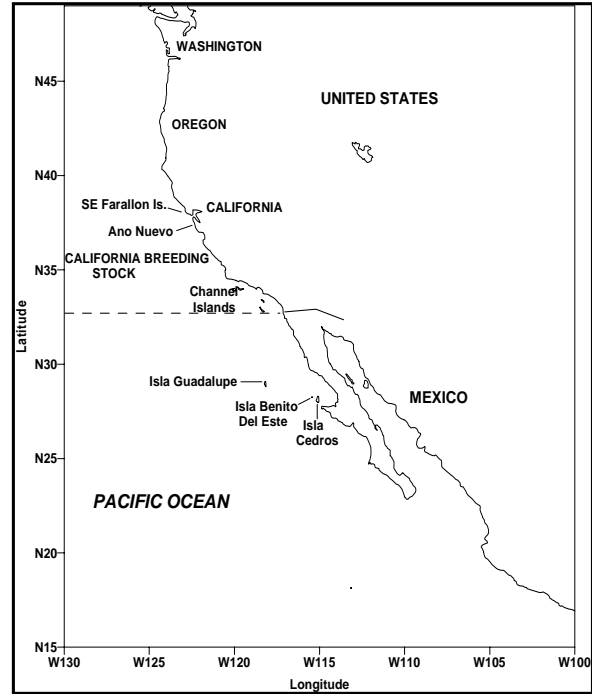 WASHINGTON
N45
UNITED STATES
OREGON
N40
SE Farallon Is.
CALIFORNIA
Ano Nuevo
CALIFORNIA BREEDING
STOCK
N35
Channel
Islands
Latitude
N30
Isla Guadalupe
MEXICO
Isla Benito
Del Este
Isla
Cedros
N25
PACIFIC OCEAN
N20
N15
W130 W125 W120 W115 W110 W105 W100
Longitude